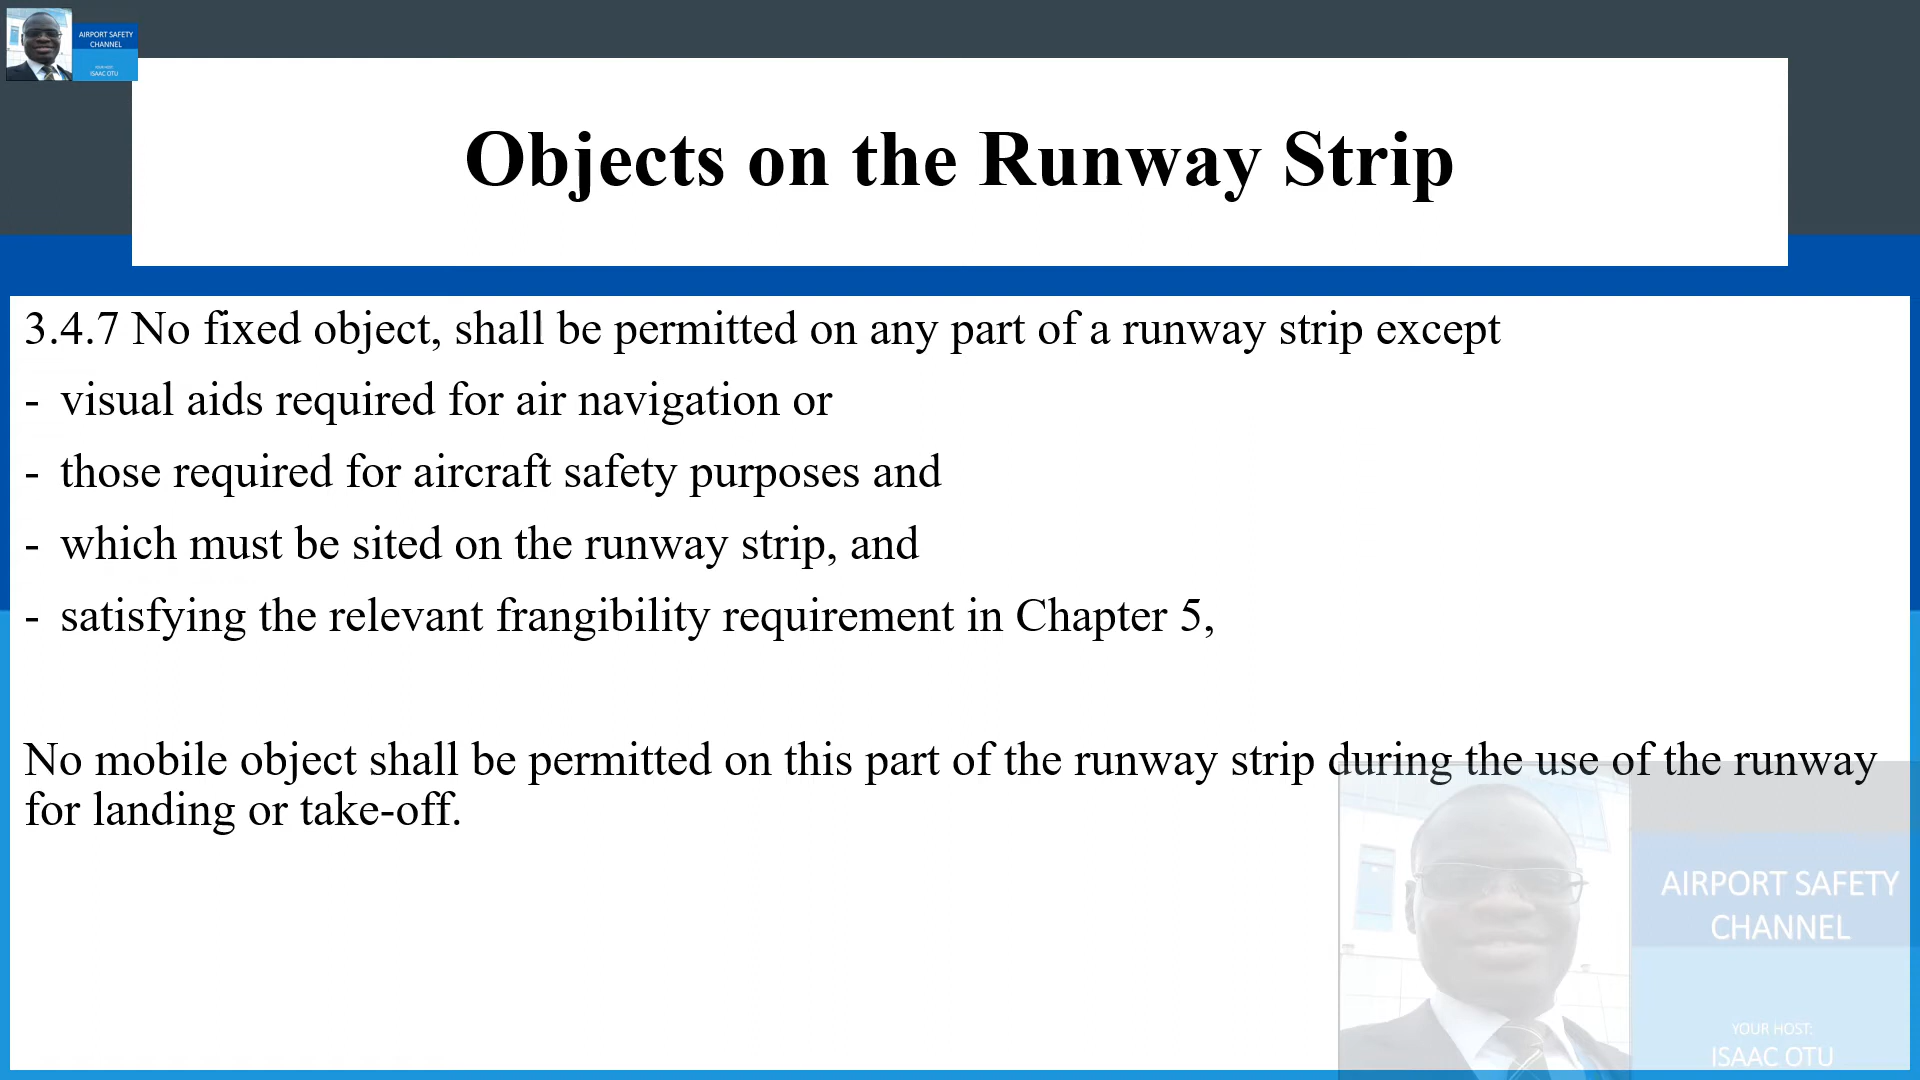 AIRPORT SAFETY
CHANNEL
YOUR HOST:
ISAAC OTU
Objects on the Runway Strip
3.4.7 No fixed object, shall be permitted on any part of a runway strip except
- visual aids required for air navigation or
- those required for aircraft safety purposes and
- which must be sited on the runway strip, and
- satisfying the relevant frangibility requirement in Chapter 5,
No mobile object shall be permitted on this part of the runway strip during the use of the runway
for landing or take-off.
AIRPORT SAFETY
CHANNEL
YOUR HOST:
ISAAC OTU